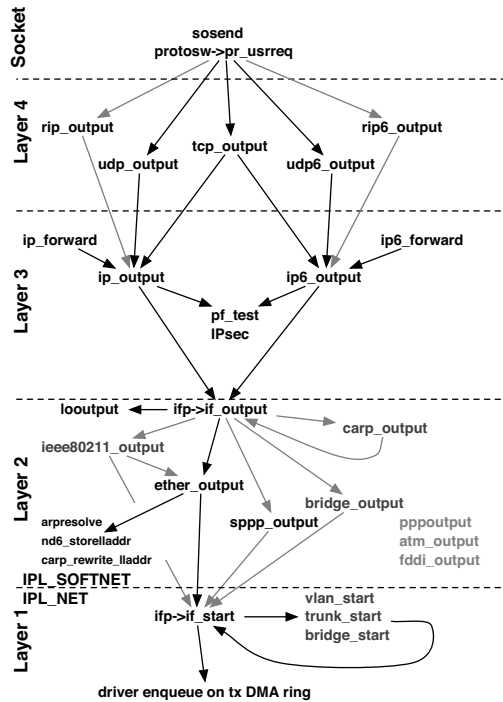 Socket
sosend
protosw->pr_usrreq
Layer 4
rip_output
rip6_output
tcp_output
udp_output
udp6_output
Layer 3
ip_forward
ip6_forward
ip_output
ip6_output
pf_test
IPsec
Layer 2
looutput
ifp->if_output
carp_output
ieee80211_output
ether_output
bridge_output
sppp_output
arpresolve
nd6_storelladdr
carp_rewrite_lladdr
pppoutput
atm_output
fddi_output
IPL_SOFTNET
IPL_NET
Layer 1
vlan_start
ifp->if_start
trunk_start
bridge_start
driver enqueue on tx DMA ring